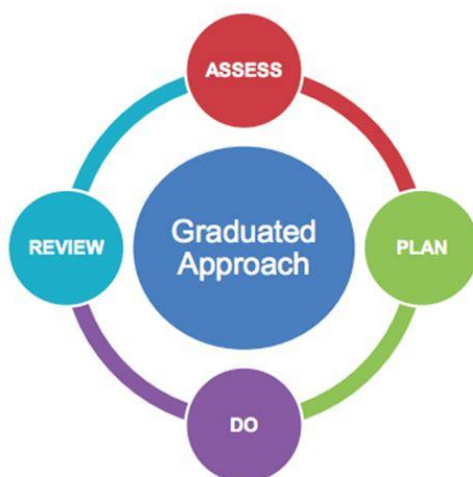 ASSESS
REVIEW
Graduated
Approach
PLAN
DO